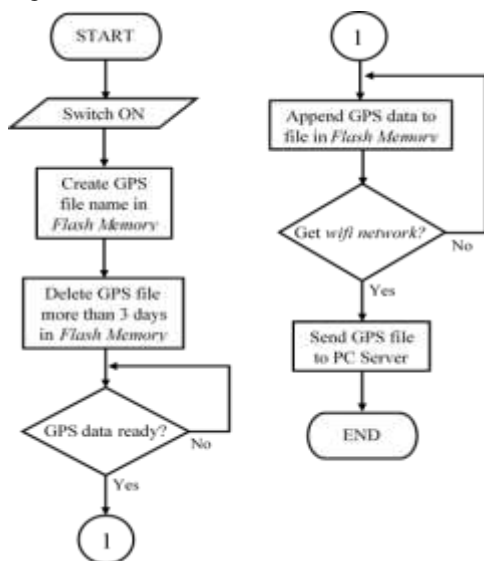 START
Switch ON
Create GPS
file name in
Flash Memory
Delete GPS file
more than 3 days
in Flash Memory
GPS data ready?
No
Yes
1
1
Append GPS data to
file in Flash Memory
Get wifi network?
No
Yes
Send GPS file
to PC Server
END